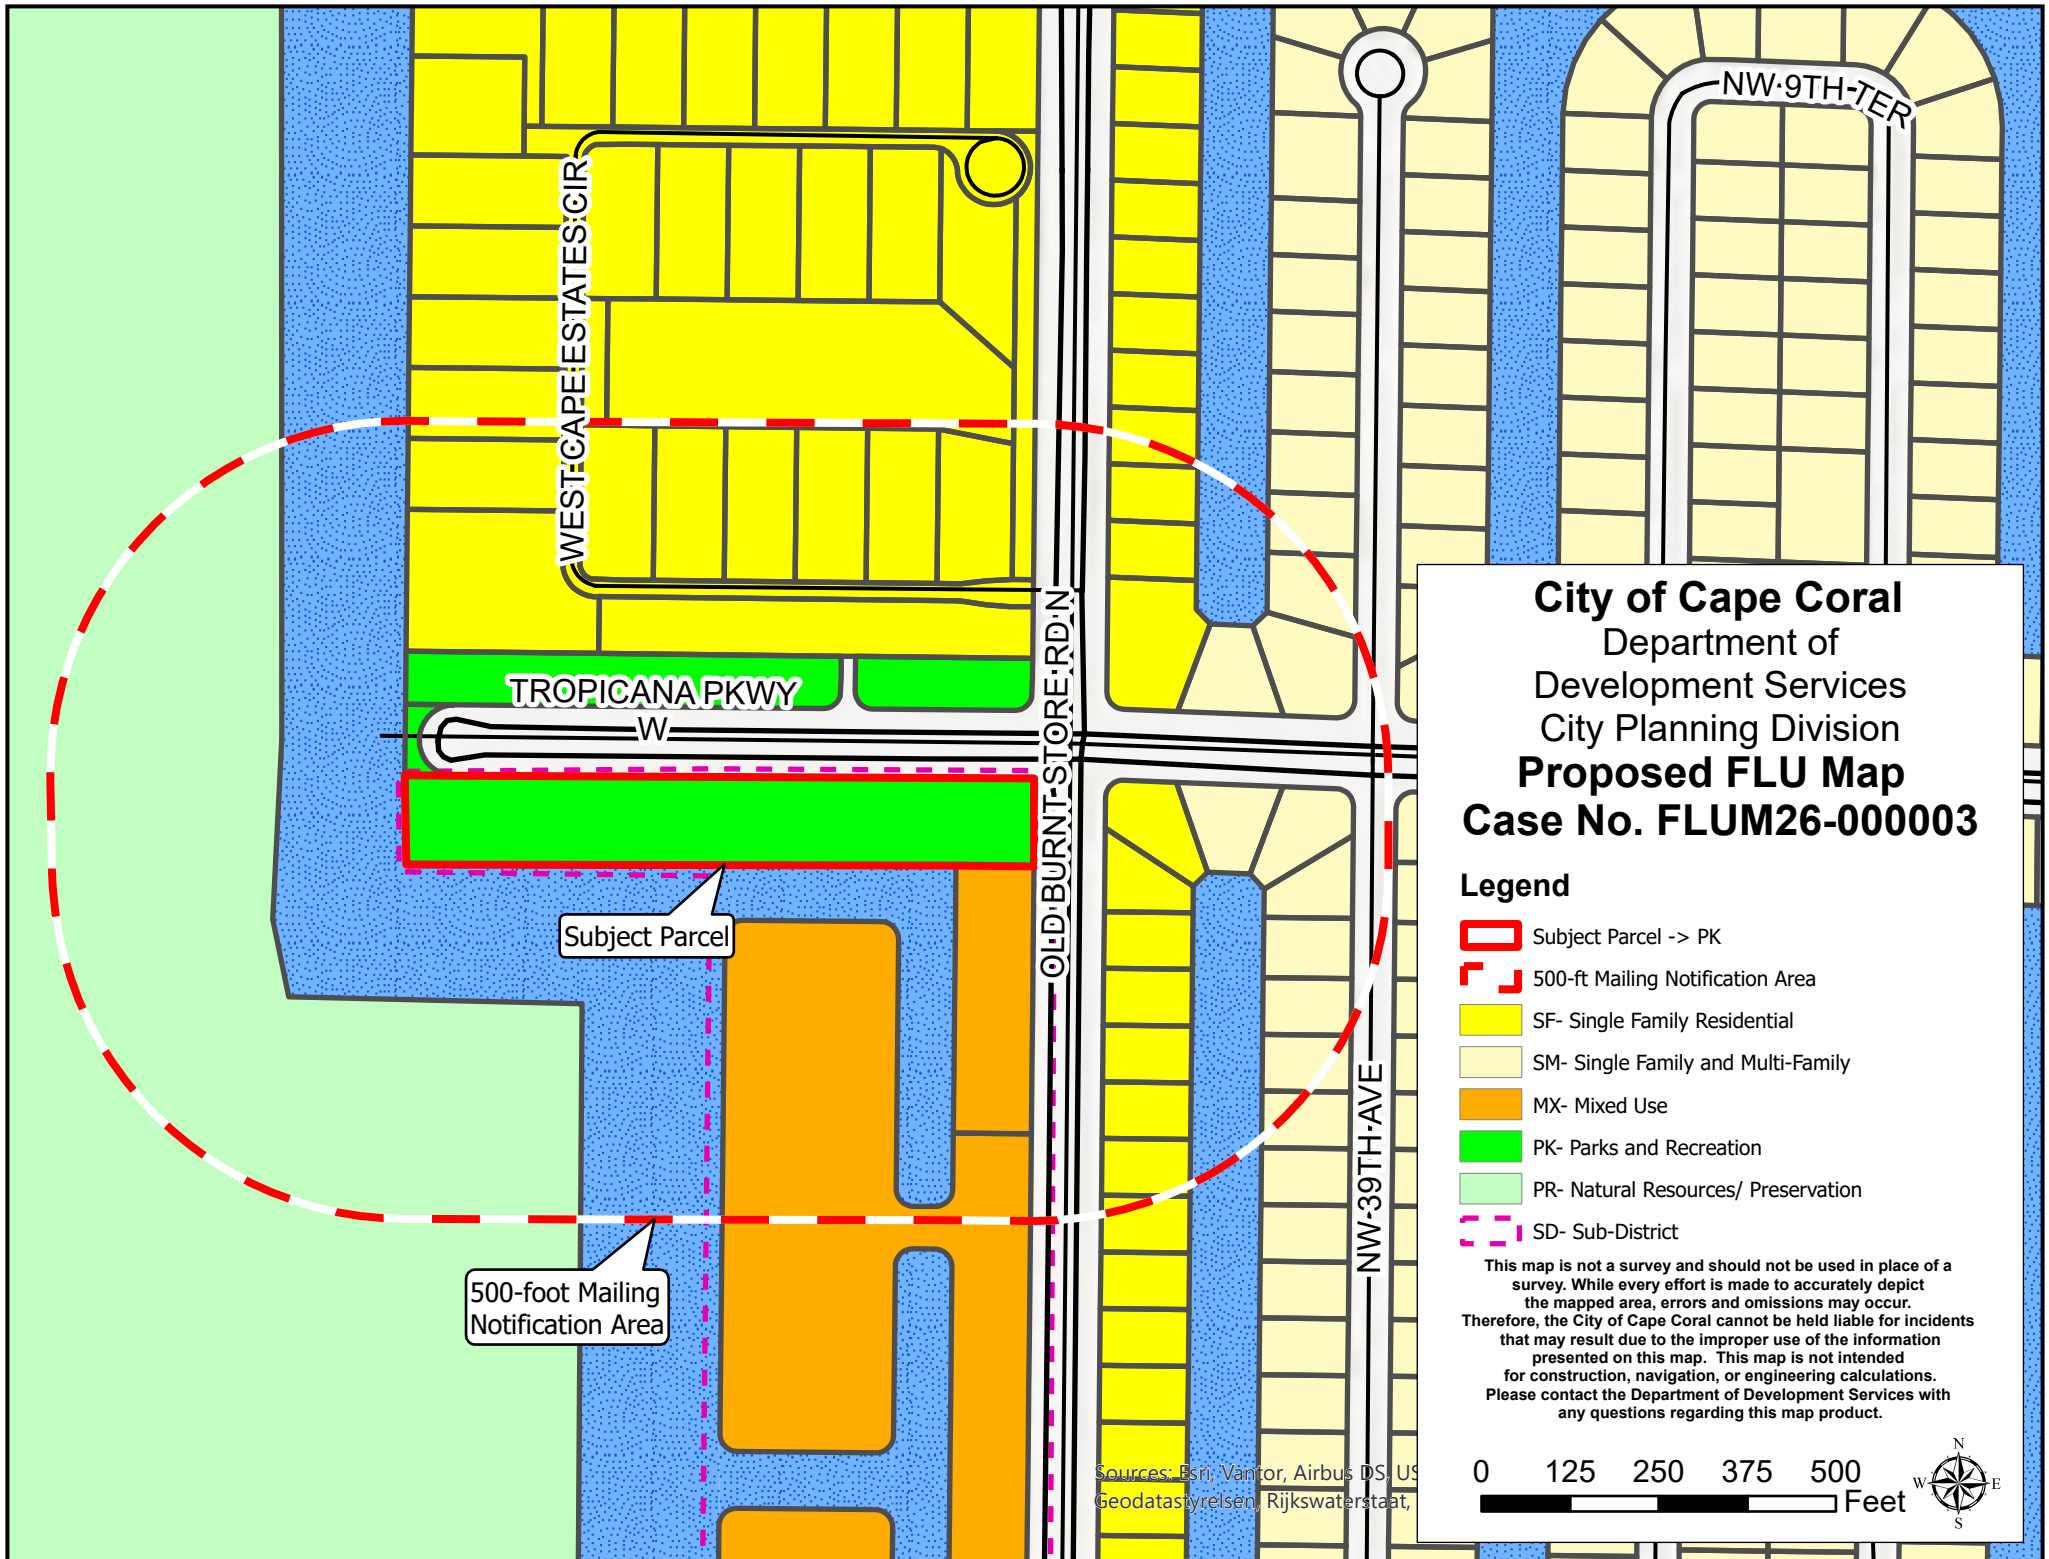 NW 9TH TER
WEST CAPE ESTATES CIR
TROPICANA PKWY
W
OLD BURNT STORE RD N
Subject Parcel
500-foot Mailing
Notification Area
NW 39TH AVE
City of Cape Coral
Department of
Development Services
City Planning Division
Proposed FLU Map
Case No. FLUM26-000003
Legend
Subject Parcel -> PK
500-ft Mailing Notification Area
SF- Single Family Residential
SM- Single Family and Multi-Family
MX- Mixed Use
PK- Parks and Recreation
PR- Natural Resources/ Preservation
SD- Sub-District
This map is not a survey and should not be used in place of a
survey. While every effort is made to accurately depict
the mapped area, errors and omissions may occur.
Therefore, the City of Cape Coral cannot be held liable for incidents
that may result due to the improper use of the information
presented on this map. This map is not intended
for construction, navigation, or engineering calculations.
Please contact the Department of Development Services with
any questions regarding this map product.
0 125 250 375 500
Feet
N
W E
S
Sources: Esri, Vantor, Airbus DS, US
Geodatastyrelsen, Rijkswaterstaat,